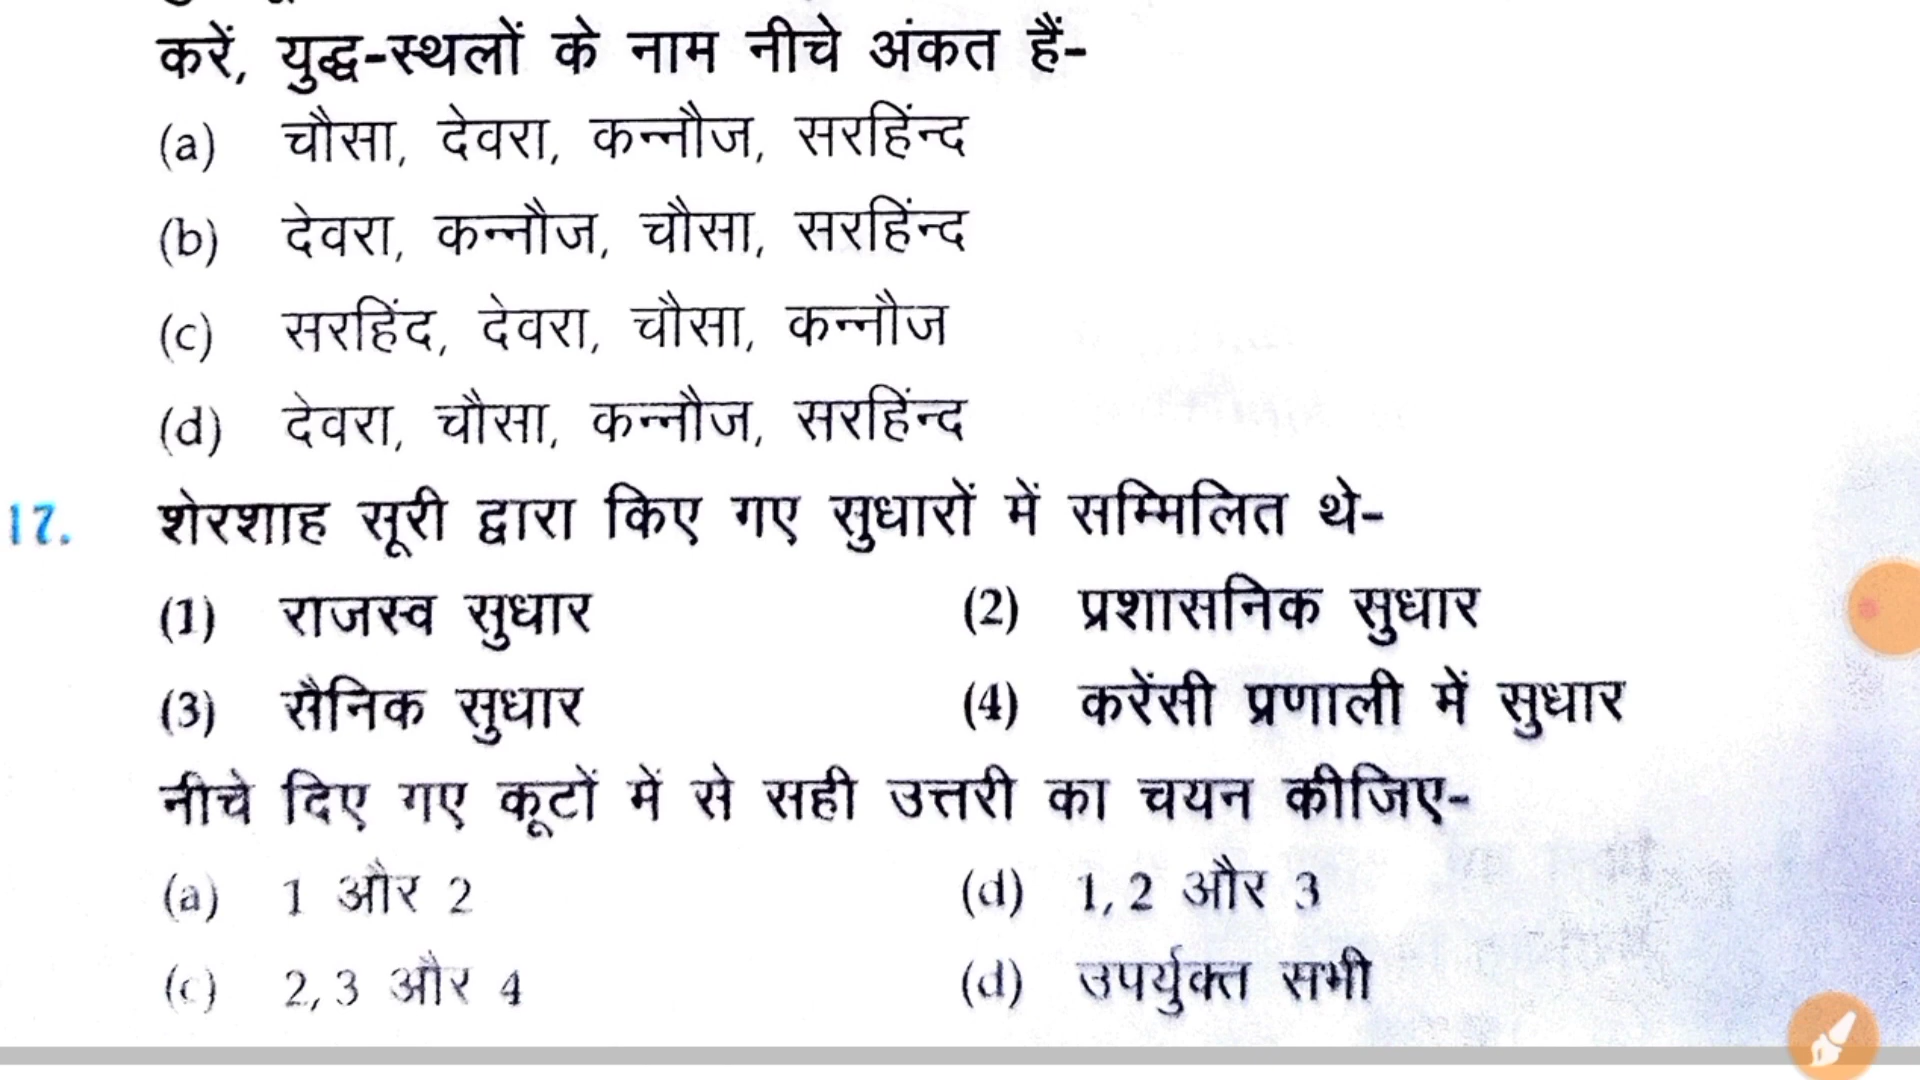 करें, युद्ध-स्थलों के नाम नीचे अंकत हैं-
(a) चौसा, देवरा, कन्नौज, सरहिंन्द
(b) देवरा, कन्नौज, चौसा, सरहिंन्द
(c) सरहिंद, देवरा, चौसा, कन्नौज
(d) देवरा, चौसा, कन्नौज, सरहिंन्द
17. शेरशाह सूरी द्वारा किए गए सुधारों में सम्मिलित थे-
(1) राजस्व सुधार (2) प्रशासनिक सुधार
(3) सैनिक सुधार (4) करेंसी प्रणाली में सुधार
नीचे दिए गए कूटों में से सही उत्तरी का चयन कीजिए-
(a) 1 और 2 (d) 1, 2 और 3
(c) 2, 3 और 4 (d) उपर्युक्त सभी